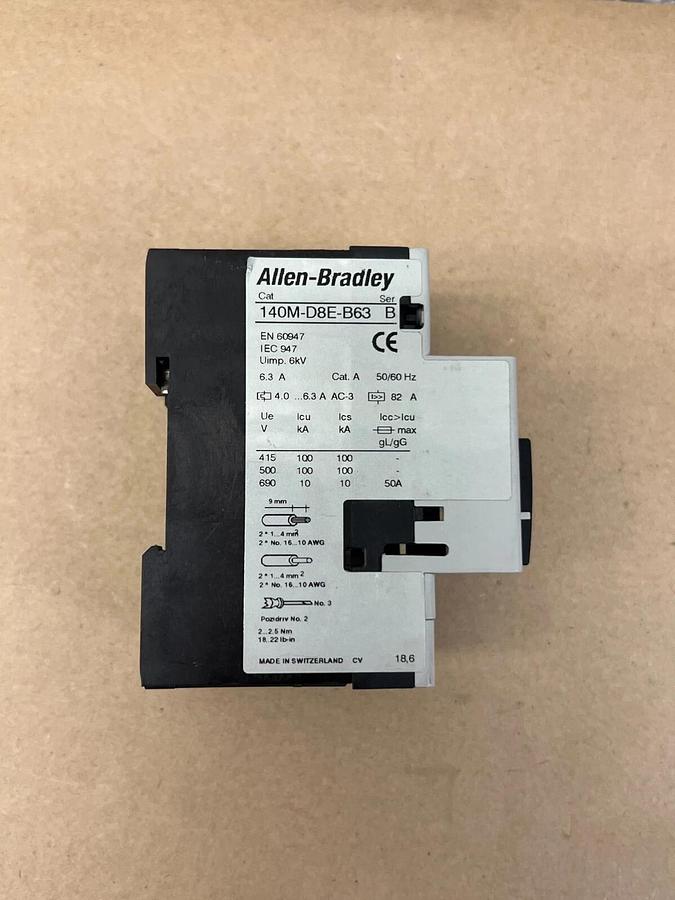 Allen-Bradley
Cat Ser
140M-D8E-B63 B
EN 60947
IEC 947
Uimp. 6kV
CE
6.3 A Cat. A 50/60 Hz
4.0 ...6.3 A AC-3 I>> 82 A
Ue Icu Ics Icc>Icu
V kA kA max
gL/gG
415 100 100 -
500 100 100 -
690 10 10 50A
9 mm
2 * 1...4 mm2
2 * No. 16...10 AWG
2 * 1...4 mm2
2 * No. 16...10 AWG
No. 3
Pozidriv No. 2
2...2.5 Nm
18..22 lb-in
MADE IN SWITZERLAND CV 18,6